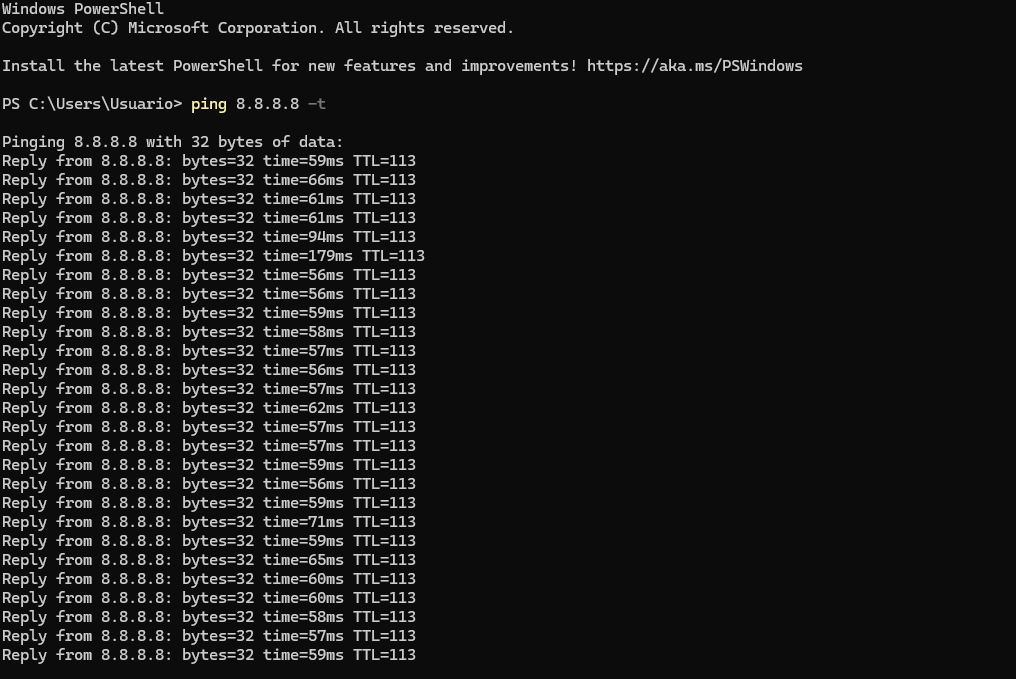 Windows PowerShell
Copyright (C) Microsoft Corporation. All rights reserved.
Install the latest PowerShell for new features and improvements! https://aka.ms/PSWindows
PS C:\Users\Usuario> ping 8.8.8.8 -t
Pinging 8.8.8.8 with 32 bytes of data:
Reply from 8.8.8.8: bytes=32 time=59ms TTL=113
Reply from 8.8.8.8: bytes=32 time=66ms TTL=113
Reply from 8.8.8.8: bytes=32 time=61ms TTL=113
Reply from 8.8.8.8: bytes=32 time=61ms TTL=113
Reply from 8.8.8.8: bytes=32 time=94ms TTL=113
Reply from 8.8.8.8: bytes=32 time=179ms TTL=113
Reply from 8.8.8.8: bytes=32 time=56ms TTL=113
Reply from 8.8.8.8: bytes=32 time=56ms TTL=113
Reply from 8.8.8.8: bytes=32 time=59ms TTL=113
Reply from 8.8.8.8: bytes=32 time=58ms TTL=113
Reply from 8.8.8.8: bytes=32 time=57ms TTL=113
Reply from 8.8.8.8: bytes=32 time=56ms TTL=113
Reply from 8.8.8.8: bytes=32 time=57ms TTL=113
Reply from 8.8.8.8: bytes=32 time=62ms TTL=113
Reply from 8.8.8.8: bytes=32 time=57ms TTL=113
Reply from 8.8.8.8: bytes=32 time=57ms TTL=113
Reply from 8.8.8.8: bytes=32 time=59ms TTL=113
Reply from 8.8.8.8: bytes=32 time=56ms TTL=113
Reply from 8.8.8.8: bytes=32 time=59ms TTL=113
Reply from 8.8.8.8: bytes=32 time=71ms TTL=113
Reply from 8.8.8.8: bytes=32 time=59ms TTL=113
Reply from 8.8.8.8: bytes=32 time=65ms TTL=113
Reply from 8.8.8.8: bytes=32 time=60ms TTL=113
Reply from 8.8.8.8: bytes=32 time=60ms TTL=113
Reply from 8.8.8.8: bytes=32 time=58ms TTL=113
Reply from 8.8.8.8: bytes=32 time=57ms TTL=113
Reply from 8.8.8.8: bytes=32 time=59ms TTL=113